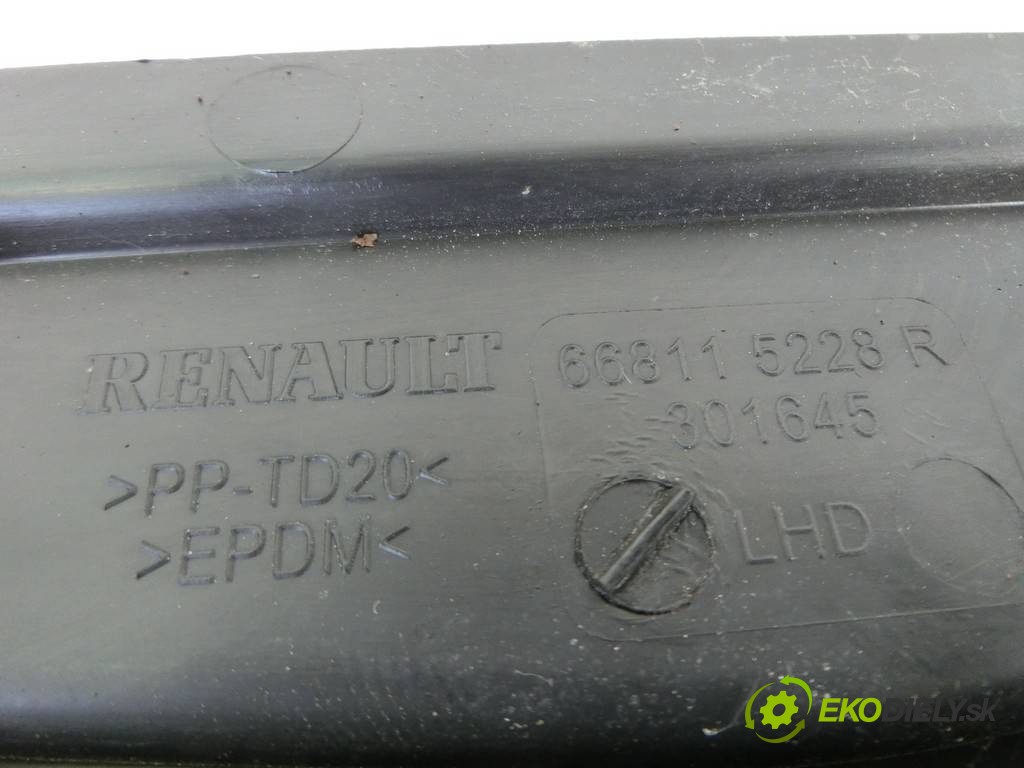 RENAULT
66811 5228 R
301645
>PP-TD20<
>EPDM<
LHD
EKODIELY.sk